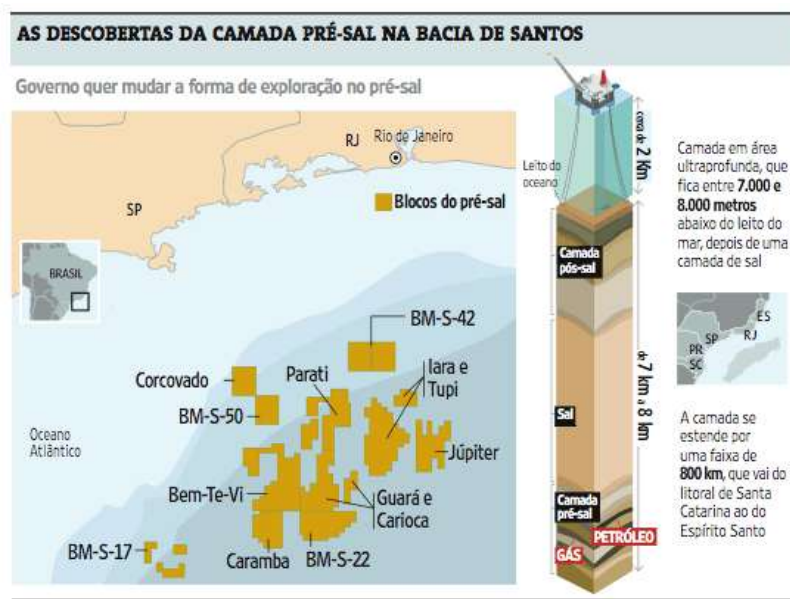 AS DESCOBERTAS DA CAMADA PRÉ-SAL NA BACIA DE SANTOS
Governo quer mudar a forma de exploração no pré-sal
RJ
Rio de Janeiro
SP
Blocos do pré-sal
BRASIL
BM-S-42
Corcovado
Parati
Iara e
Tupi
BM-S-50
Oceano
Atlântico
Júpiter
Bem-Te-Vi
Guará e
Carioca
BM-S-17
Caramba
BM-S-22
Leito do
oceano
cerca de
2 Km
Camada
pós-sal
Sal
de 7 km a 8 km
Camada
pré-sal
PETRÓLEO
GÁS
Camada em área
ultraprofunda, que
fica entre 7.000 e
8.000 metros
abaixo do leito do
mar, depois de uma
camada de sal
ES
SP
RJ
PR
SC
A camada se
estende por
uma faixa de
800 km, que vai do
litoral de Santa
Catarina ao do
Espírito Santo